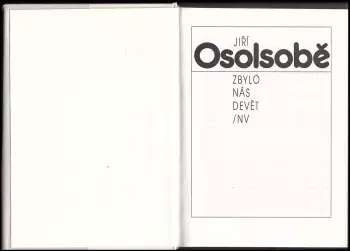 JIŘÍ
Osolsobě
ZBYLO
NÁS
DEVĚT
/NV